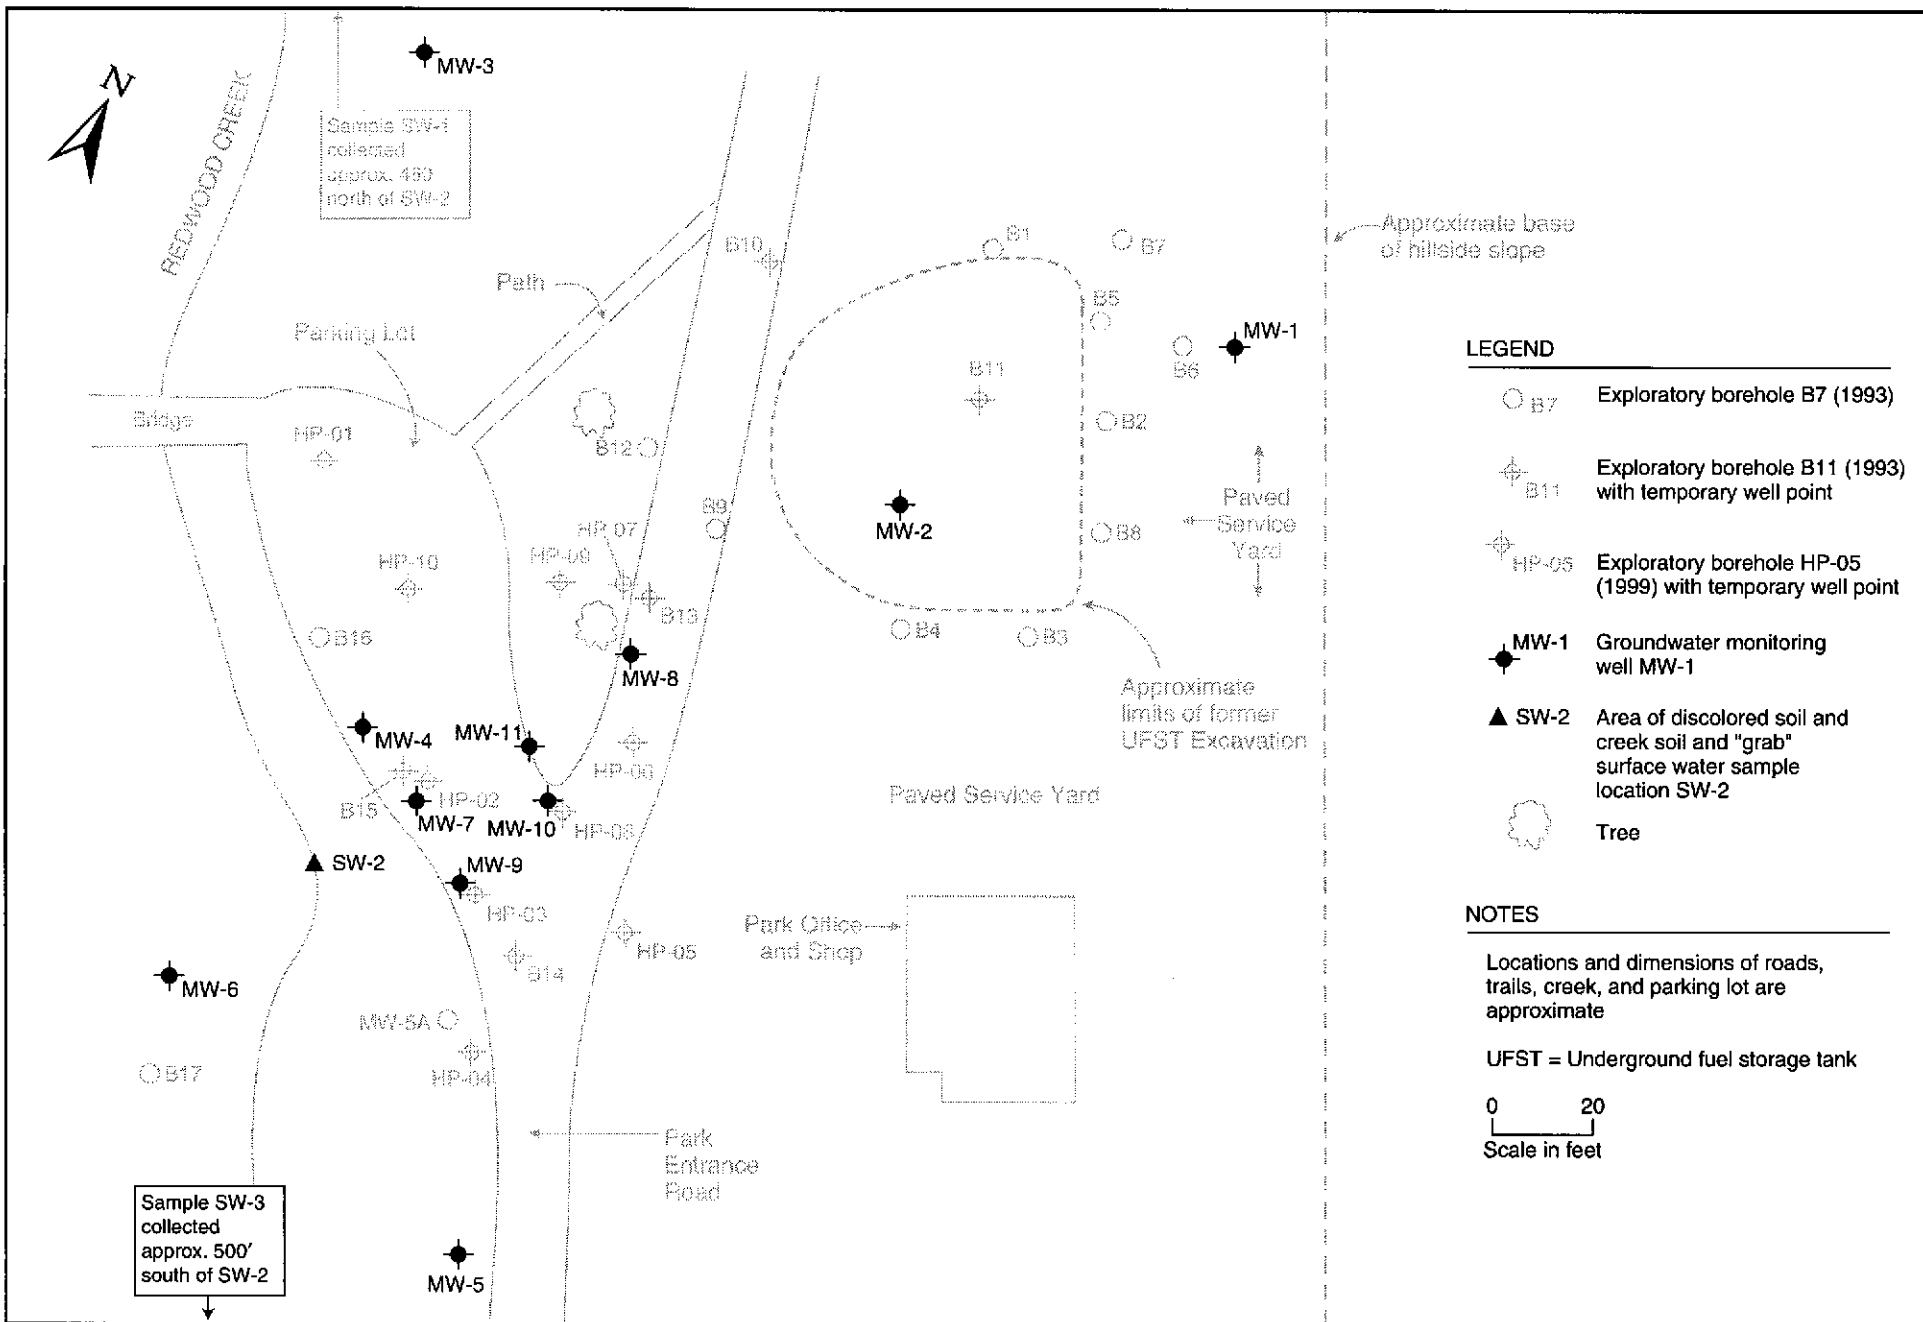 N
REDWOOD CREEK
MW-3
Sample SW-1
collected
approx. 480
north of SW-2
Path
Parking Lot
Bridge
HP-01
B10
B1
B7
B5
B6
MW-1
Approximate base
of hillside slope
B11
B2
B12
B9
MW-2
B8
Paved
Service
Yard
HP-07
HP-09
HP-10
B13
B16
B4
B3
MW-8
Approximate
limits of former
UFST Excavation
MW-4
MW-11
B15
HP-02
MW-7
MW-10
Paved Service Yard
SW-2
MW-9
HP-03
B14
HP-05
Park Office
and Shop
MW-6
MW-5A
B17
HP-04
Park
Entrance
Road
Sample SW-3
collected
approx. 500'
south of SW-2
MW-5
LEGEND
B7 Exploratory borehole B7 (1993)
B11 Exploratory borehole B11 (1993)
with temporary well point
HP-05 Exploratory borehole HP-05
(1999) with temporary well point
MW-1 Groundwater monitoring
well MW-1
SW-2 Area of discolored soil and
creek soil and "grab"
surface water sample
location SW-2
Tree
NOTES
Locations and dimensions of roads,
trails, creek, and parking lot are
approximate
UFST = Underground fuel storage tank
0 20
Scale in feet